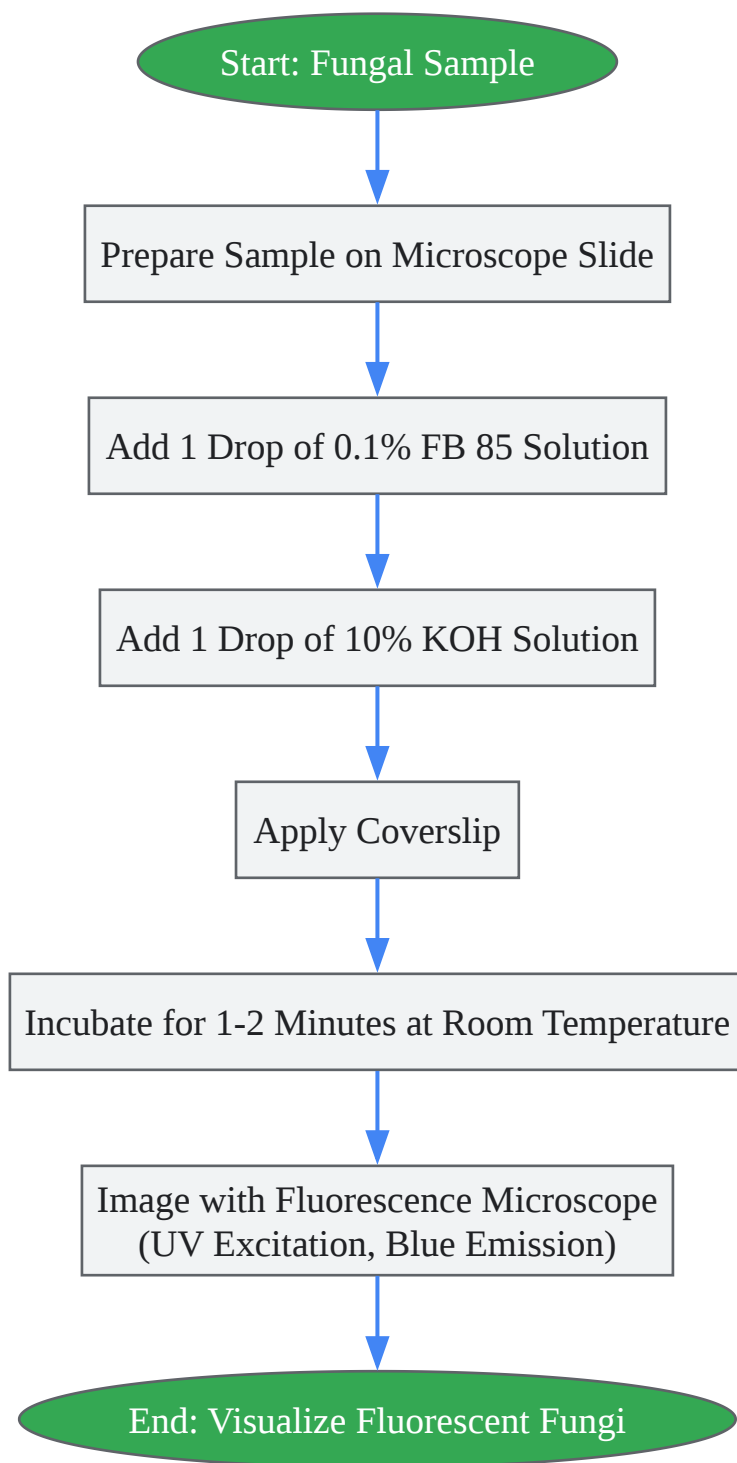 Start: Fungal Sample
Prepare Sample on Microscope Slide
Add 1 Drop of 0.1% FB 85 Solution
Add 1 Drop of 10% KOH Solution
Apply Coverslip
Incubate for 1-2 Minutes at Room Temperature
Image with Fluorescence Microscope
(UV Excitation, Blue Emission)
End: Visualize Fluorescent Fungi